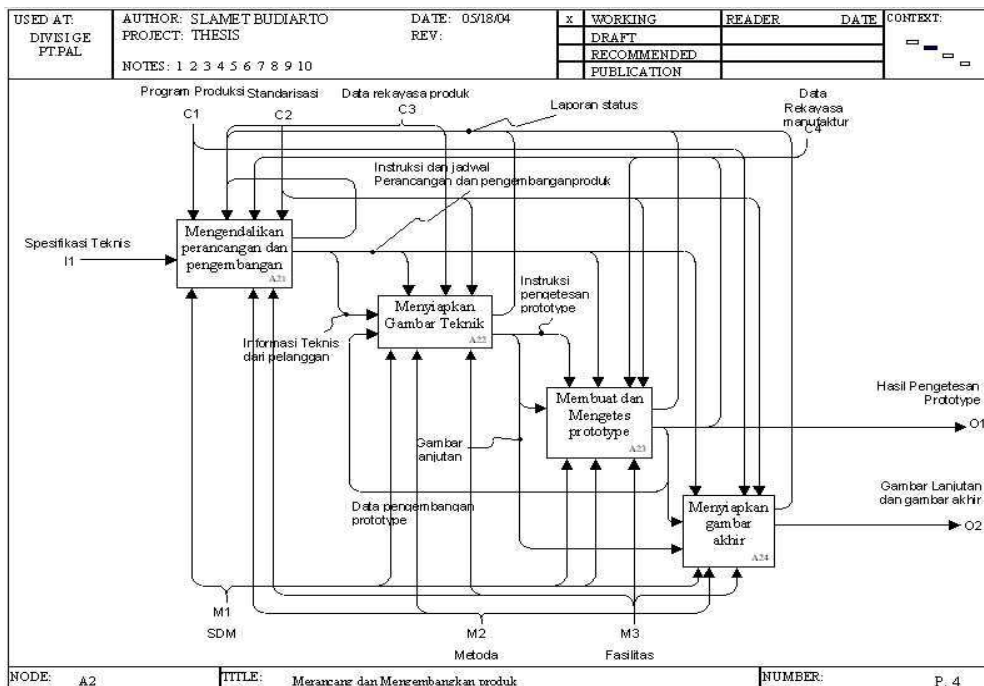 USED AT:
DIVISI GE
PT.PAL
AUTHOR: SLAMET BUDIARTO
DATE: 05/18/04
PROJECT: THESIS
REV:
NOTES: 1 2 3 4 5 6 7 8 9 10
x WORKING
DRAFT
RECOMMENDED
PUBLICATION
READER DATE
CONTEXT:
Program Produksi
C1
Standarisasi
C2
Data rekayasa produk
C3
Laporan status
Data
Rekayasa
manufaktur
C4
Instruksi dan jadwal
Perancangan dan pengembanganproduk
Mengendalikan
perancangan dan
pengembangan
A21
Spesifikasi Teknis
I1
Instruksi
pengetesan
prototype
Menyiapkan
Gambar Teknik
A22
Informasi Teknis
dari pelanggan
Membuat dan
Mengetes
prototype
A23
Hasil Pengetesan
Prototype
O1
Gambar
anjutan
Gambar Lanjutan
dan gambar akhir
O2
Menyiapkan
gambar
akhir
A24
Data pengembangan
prototype
M1
SDM
M2
Metoda
M3
Fasilitas
NODE: A2
TITLE: Merancang dan Mengembangkan produk
NUMBER: P. 4